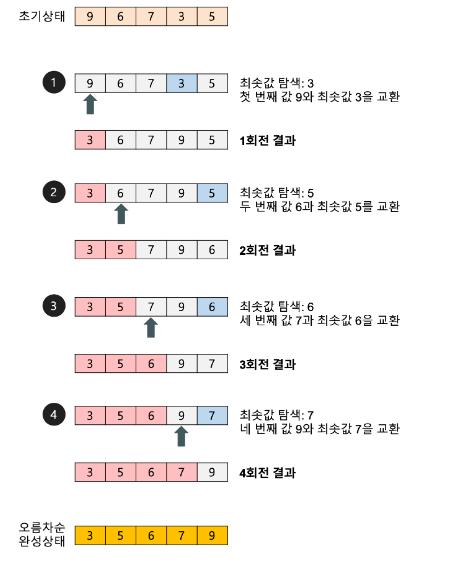 초기상태 9 6 7 3 5
1 9 6 7 3 5 최솟값 탐색: 3
첫 번째 값 9와 최솟값 3을 교환
3 6 7 9 5 1회전 결과
2 3 6 7 9 5 최솟값 탐색: 5
두 번째 값 6과 최솟값 5를 교환
3 5 7 9 6 2회전 결과
3 3 5 7 9 6 최솟값 탐색: 6
세 번째 값 7과 최솟값 6을 교환
3 5 6 9 7 3회전 결과
4 3 5 6 9 7 최솟값 탐색: 7
네 번째 값 9와 최솟값 7을 교환
3 5 6 7 9 4회전 결과
오름차순
완성상태 3 5 6 7 9